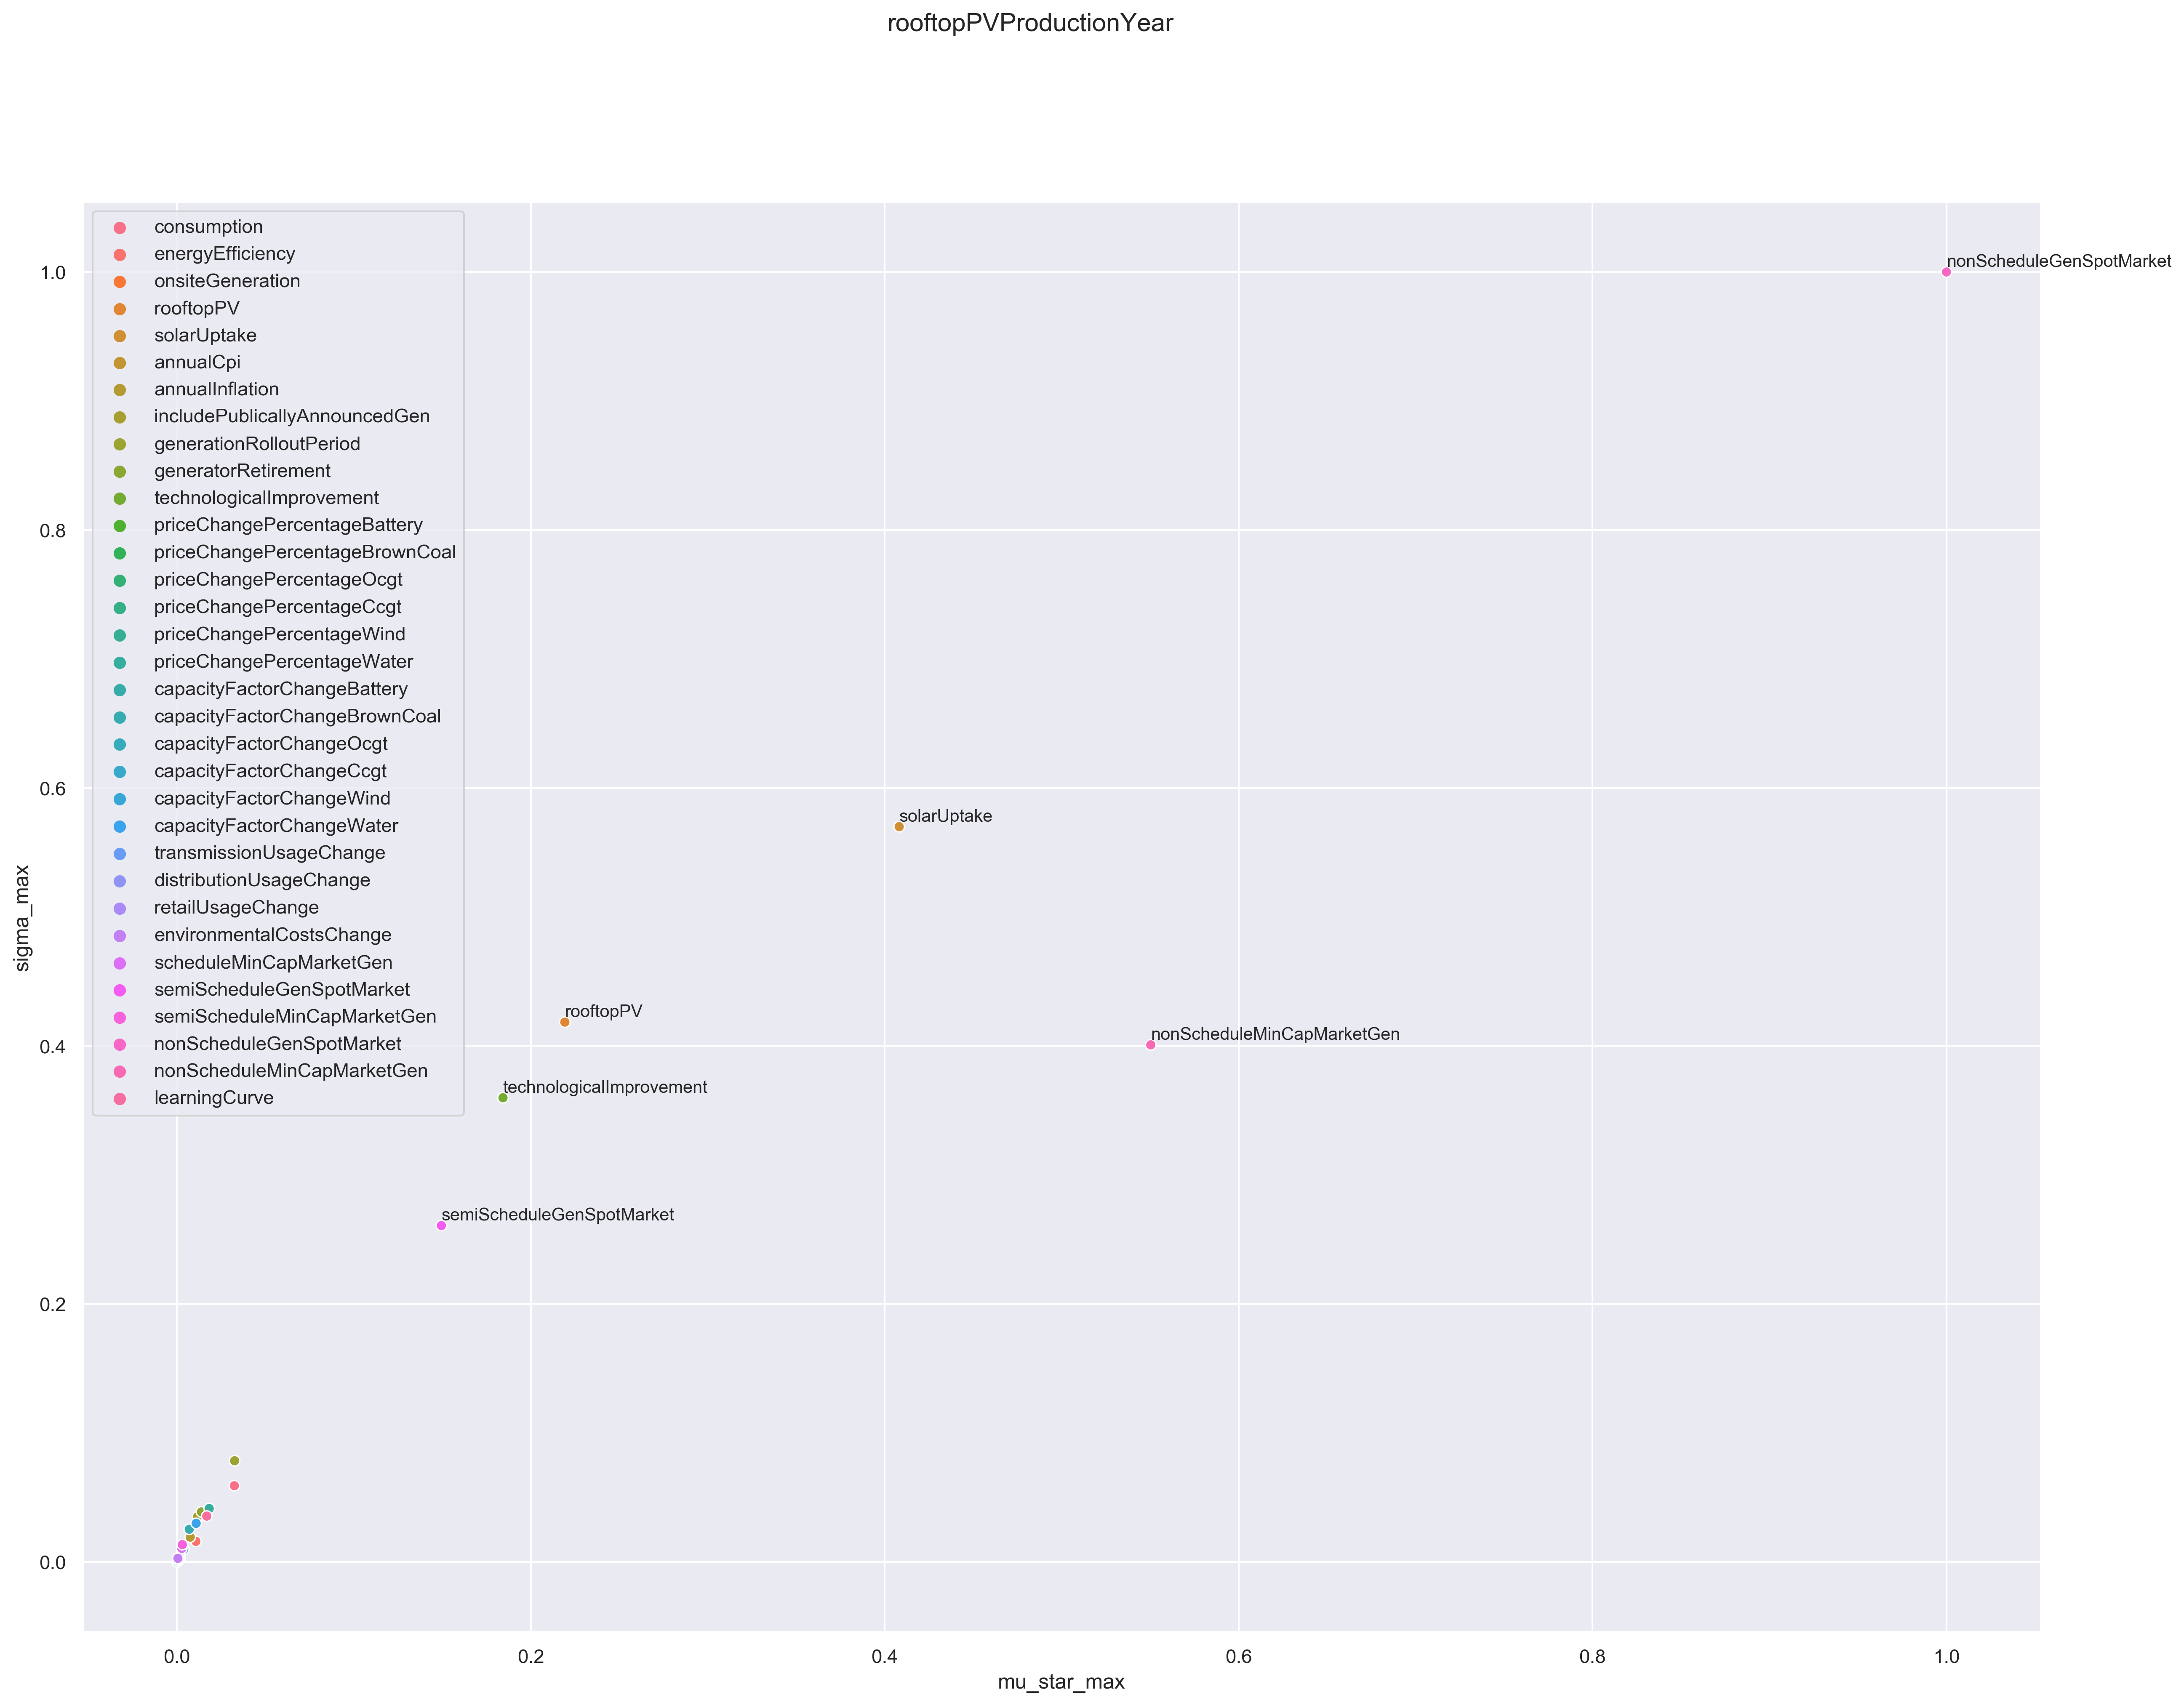 rooftopPVProductionYear
consumption
energyEfficiency
onsiteGeneration
rooftopPV
solarUptake
annualCpi
annualInflation
includePublicallyAnnouncedGen
generationRolloutPeriod
generatorRetirement
technologicalImprovement
priceChangePercentageBattery
priceChangePercentageBrownCoal
priceChangePercentageOcgt
priceChangePercentageCcgt
priceChangePercentageWind
priceChangePercentageWater
capacityFactorChangeBattery
capacityFactorChangeBrownCoal
capacityFactorChangeOcgt
capacityFactorChangeCcgt
capacityFactorChangeWind
capacityFactorChangeWater
transmissionUsageChange
distributionUsageChange
retailUsageChange
environmentalCostsChange
scheduleMinCapMarketGen
semiScheduleGenSpotMarket
semiScheduleMinCapMarketGen
nonScheduleGenSpotMarket
nonScheduleMinCapMarketGen
learningCurve
nonScheduleGenSpotMarket
solarUptake
rooftopPV
nonScheduleMinCapMarketGen
technologicalImprovement
semiScheduleGenSpotMarket
1.0
0.8
0.6
0.4
0.2
0.0
sigma_max
0.0 0.2 0.4 0.6 0.8 1.0
mu_star_max